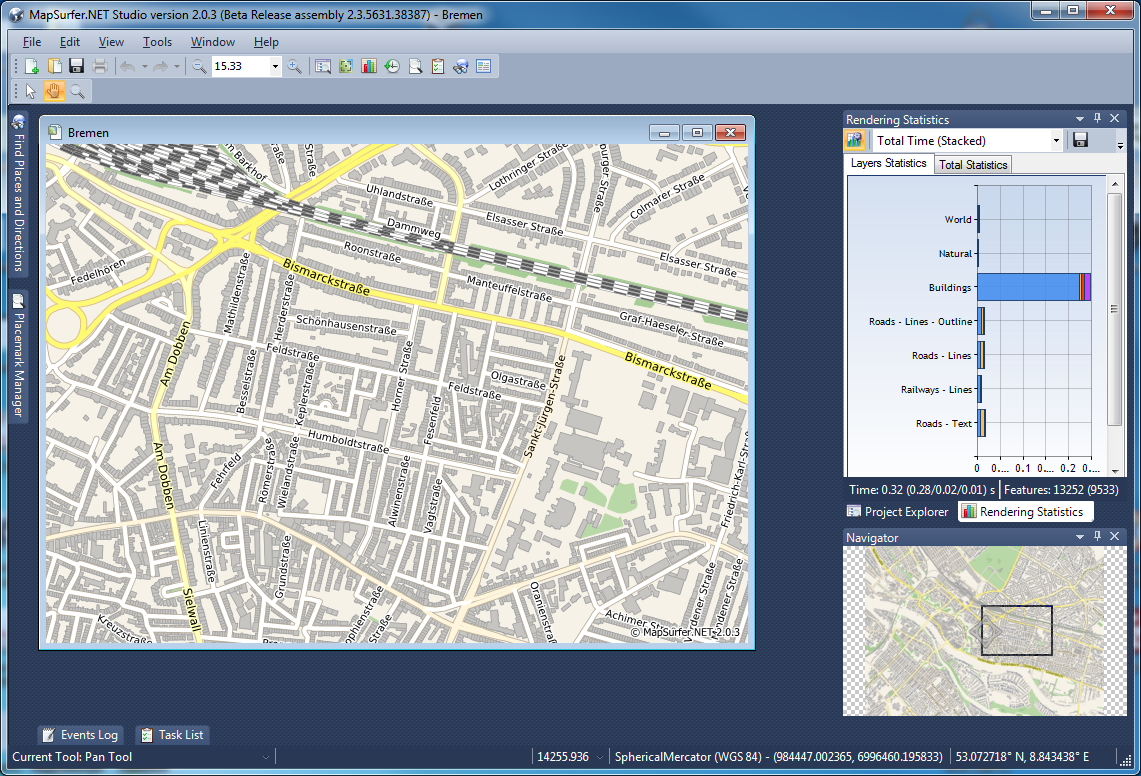 MapSurfer.NET Studio version 2.0.3 (Beta Release assembly 2.3.5631.38387) - Bremen
File Edit View Tools Window Help
15.33
Find Places and Directions
Placemark Manager
Bremen
Am Barkhof
Lothringer Straße
burger Straße
Colmarer Straße
Uhlandstraße
Elsasser Straße
Dammweg
Roonstraße
Elsasser Straße
Fedelhören
Bismarckstraße
Manteuffelstraße
Mathildenstraße
Herderstraße
Schönhausenstraße
Graf-Haeseler-Straße
Am Dobben
Feldstraße
Bismarckstraße
Besselstraße
Keplerstraße
Horner Straße
Olgastraße
Feldstraße
Sankt-Jürgen-Straße
Fesenfeld
Humboldtstraße
Am Dobben
Fehrfeld
Römerstraße
Wielandstraße
Alwinenstraße
Vagtstraße
Friedrich-Karl-Straße
Linienstraße
Grundstraße
Sielwall
Kreuzstraße
Oranienstraße
Achimer Straße
© MapSurfer.NET 2.0.3
Rendering Statistics
Total Time (Stacked)
Layers Statistics Total Statistics
World
Natural
Buildings
Roads - Lines - Outline
Roads - Lines
Railways - Lines
Roads - Text
0 0... 0.1 0... 0.2 0...
Time: 0.32 (0.28/0.02/0.01) s Features: 13252 (9533)
Project Explorer Rendering Statistics
Navigator
Events Log Task List
Current Tool: Pan Tool 14255.936 SphericalMercator (WGS 84) - (984447.002365, 6996460.195833) 53.072718° N, 8.843438° E